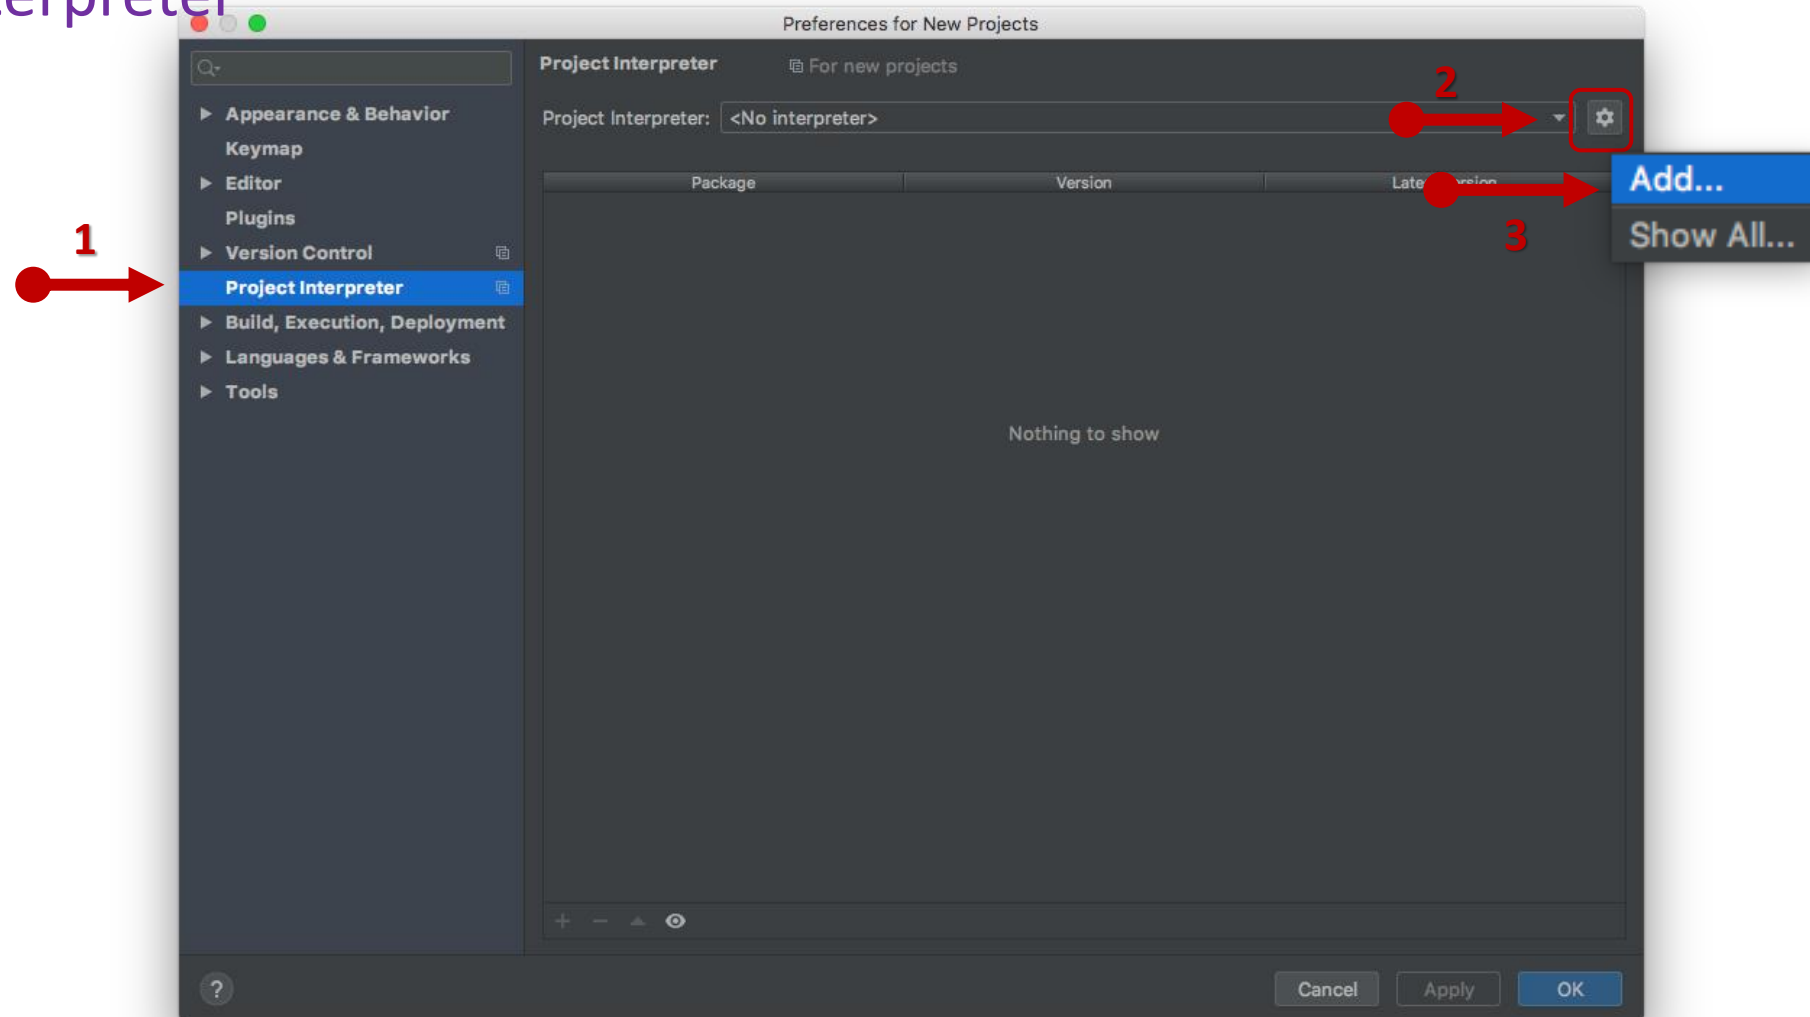 erpreter
Preferences for New Projects
Project Interpreter
For new projects
2
Appearance & Behavior
Project Interpreter: <No interpreter>
Keymap
Editor
Package
Version
Add...
Plugins
Show All...
3
1
Version Control
Project Interpreter
Build, Execution, Deployment
Languages & Frameworks
Tools
Nothing to show
?
Cancel
Apply
OK